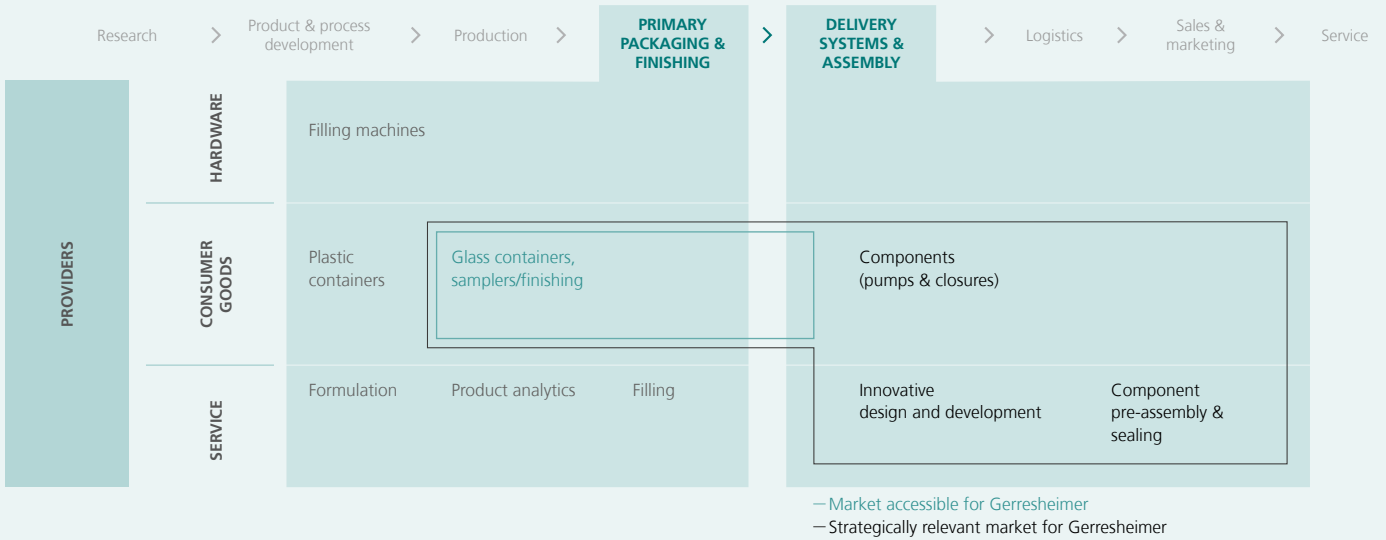 Research
Product & process
development
Production
PRIMARY
PACKAGING &
FINISHING
DELIVERY
SYSTEMS &
ASSEMBLY
Logistics
Sales &
marketing
Service
PROVIDERS
HARDWARE
Filling machines
CONSUMER
GOODS
Plastic
containers
Glass containers,
samplers/finishing
Components
(pumps & closures)
SERVICE
Formulation
Product analytics
Filling
Innovative
design and development
Component
pre-assembly &
sealing
Market accessible for Gerresheimer
Strategically relevant market for Gerresheimer